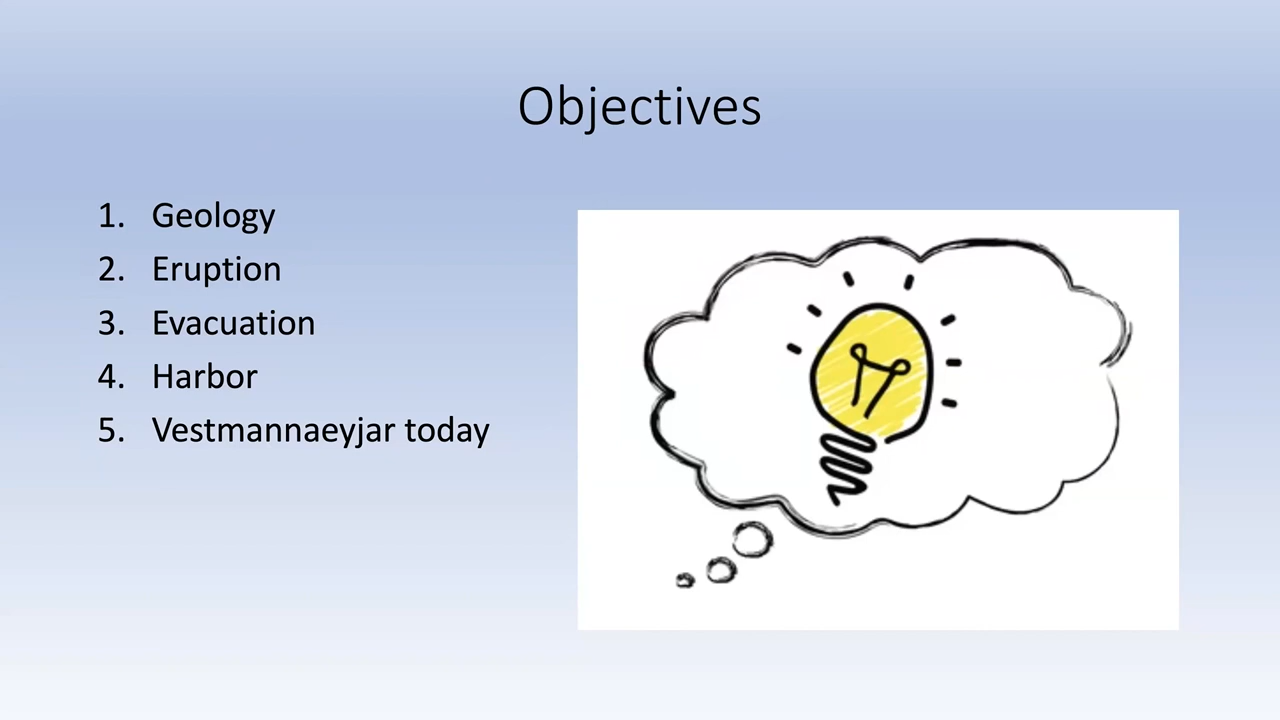 Objectives
1. Geology
2. Eruption
3. Evacuation
4. Harbor
5. Vestmannaeyjar today